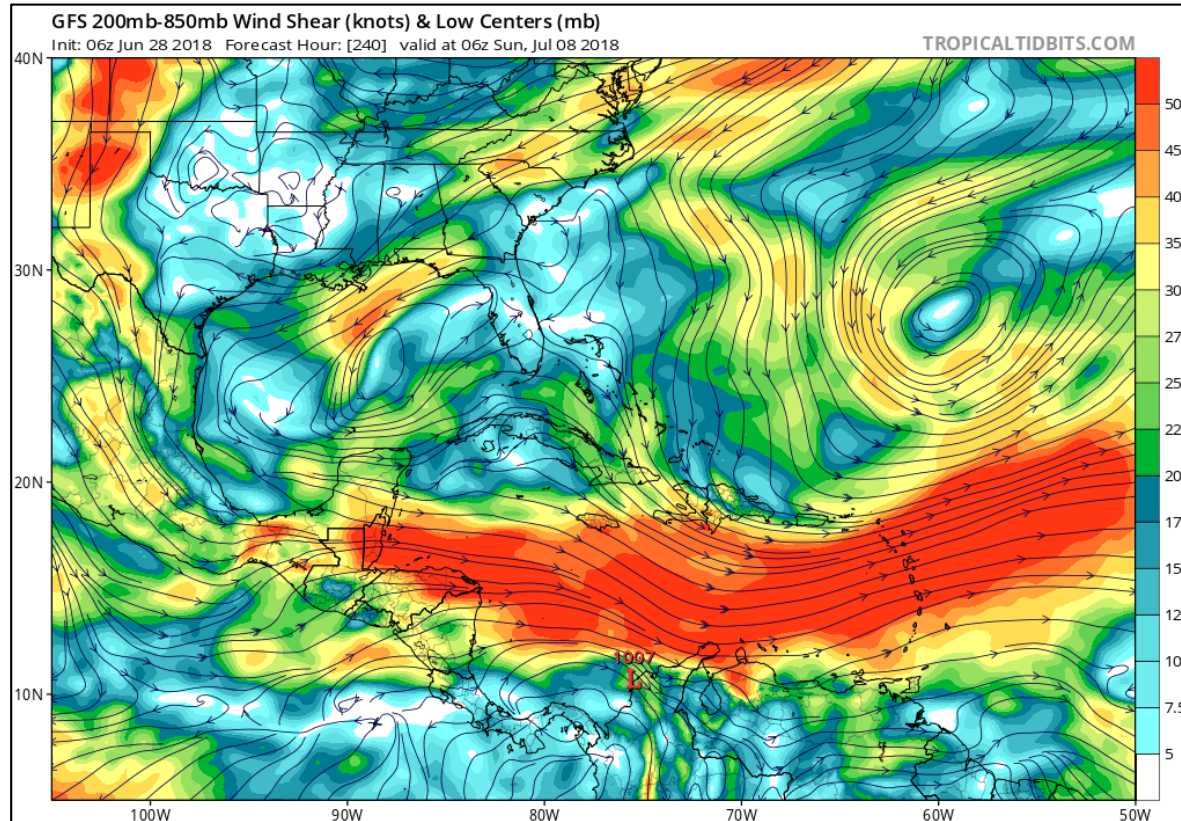 GFS 200mb-850mb Wind Shear (knots) & Low Centers (mb)
Init: 06z Jun 28 2018 Forecast Hour: [240] valid at 06z Sun, Jul 08 2018
TROPICALTIDBITS.COM
40N
30N
20N
10N
1007
L
100W
90W
80W
70W
60W
50W
50
45
40
35
30
27
25
22
20
17
15
12
10
7.5
5